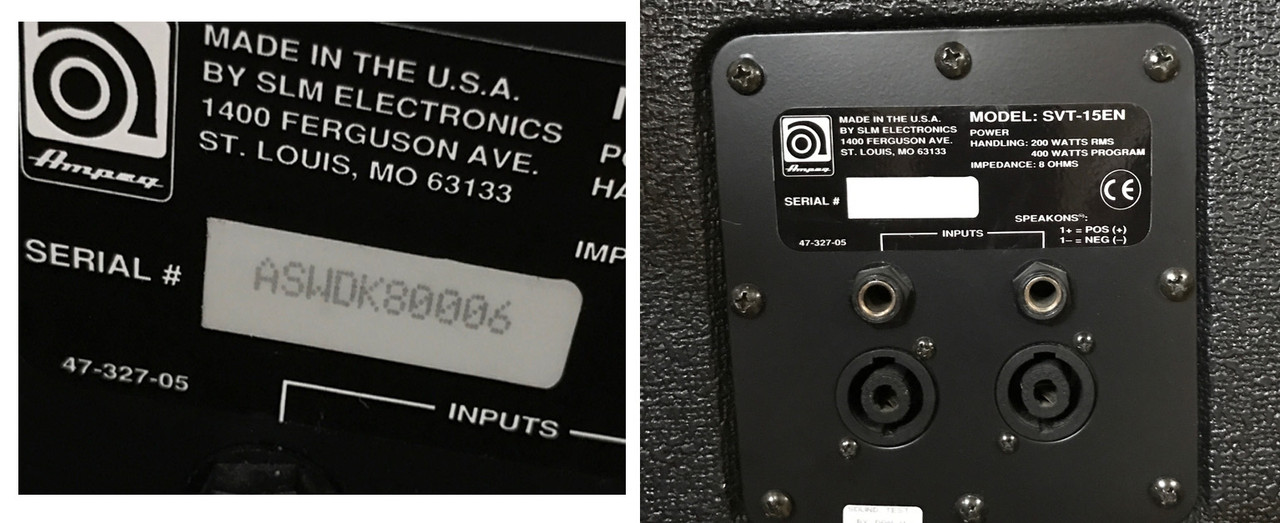 MADE IN THE U.S.A.
BY SLM ELECTRONICS
1400 FERGUSON AVE.
ST. LOUIS, MO 63133
Ampeg
SERIAL #
ASWDK80006
47-327-05
INPUTS
MADE IN THE U.S.A.
BY SLM ELECTRONICS
1400 FERGUSON AVE.
ST. LOUIS, MO 63133
Ampeg
MODEL: SVT-15EN
POWER
HANDLING: 200 WATTS RMS
400 WATTS PROGRAM
IMPEDANCE: 8 OHMS
CE
SERIAL #
SPEAKONS:
1+ = POS (+)
1– = NEG (–)
47-327-05
INPUTS
SOUND TEST